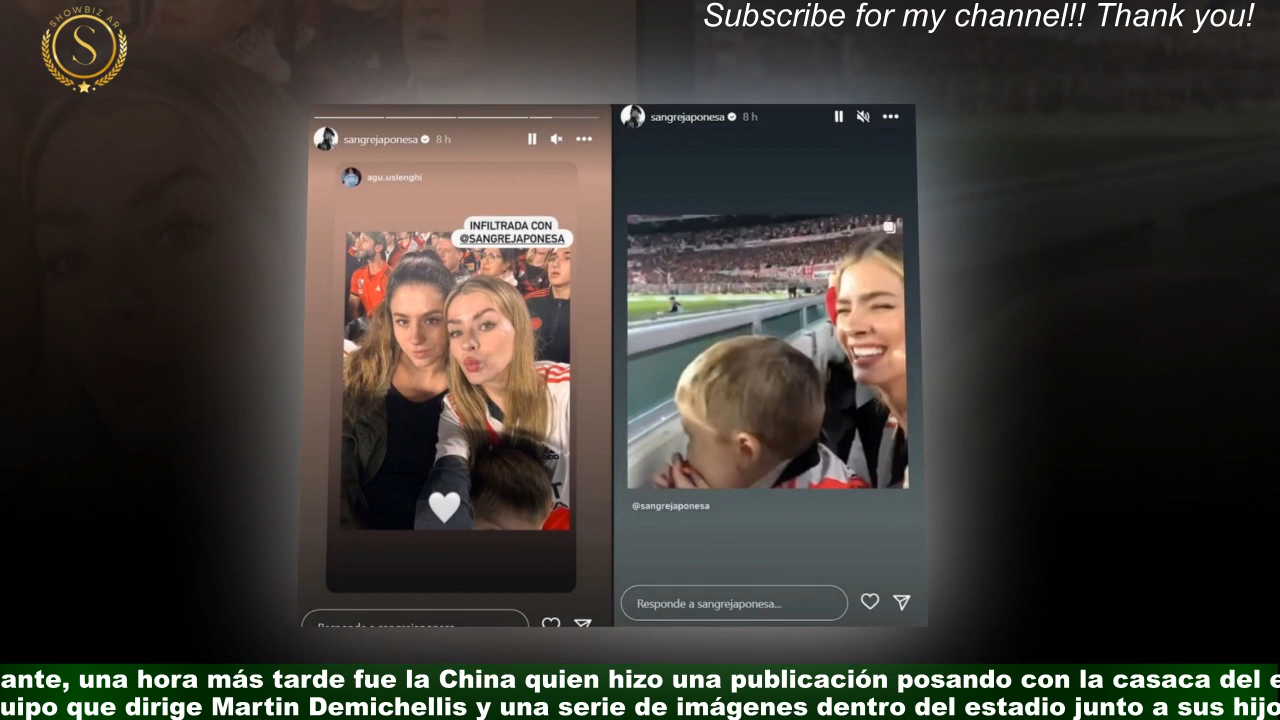 SHOWBIZ AR
S
Subscribe for my channel!! Thank you!
sangrejaponesa 8 h
agu.uslenghi
INFILTRADA CON
@SANGREJAPONESA
sangrejaponesa 8 h
@sangrejaponesa
Responde a sangrejaponesa...
Responde a sangrejaponesa...
ante, una hora más tarde fue la China quien hizo una publicación posando con la casaca del e
uipo que dirige Martin Demichellis y una serie de imágenes dentro del estadio junto a sus hijo